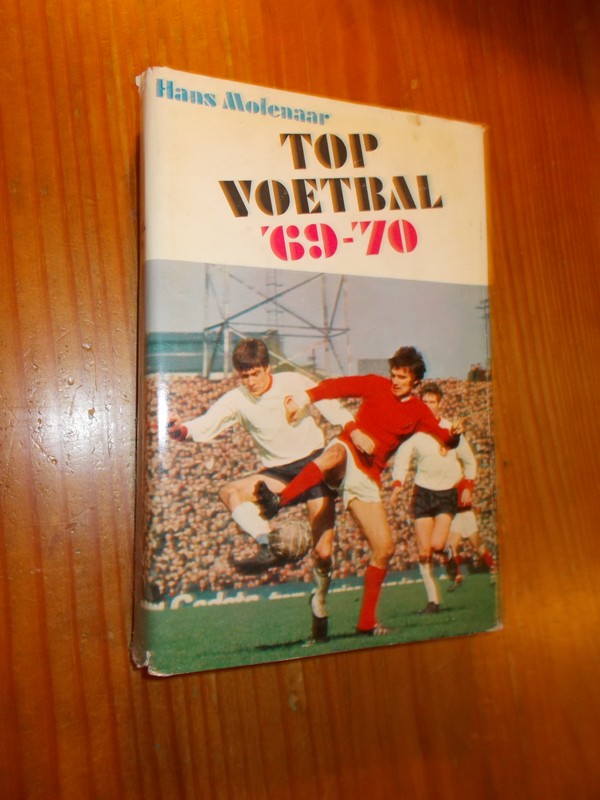 Hans Molenaar
TOP
VOETBAL
'69-'70